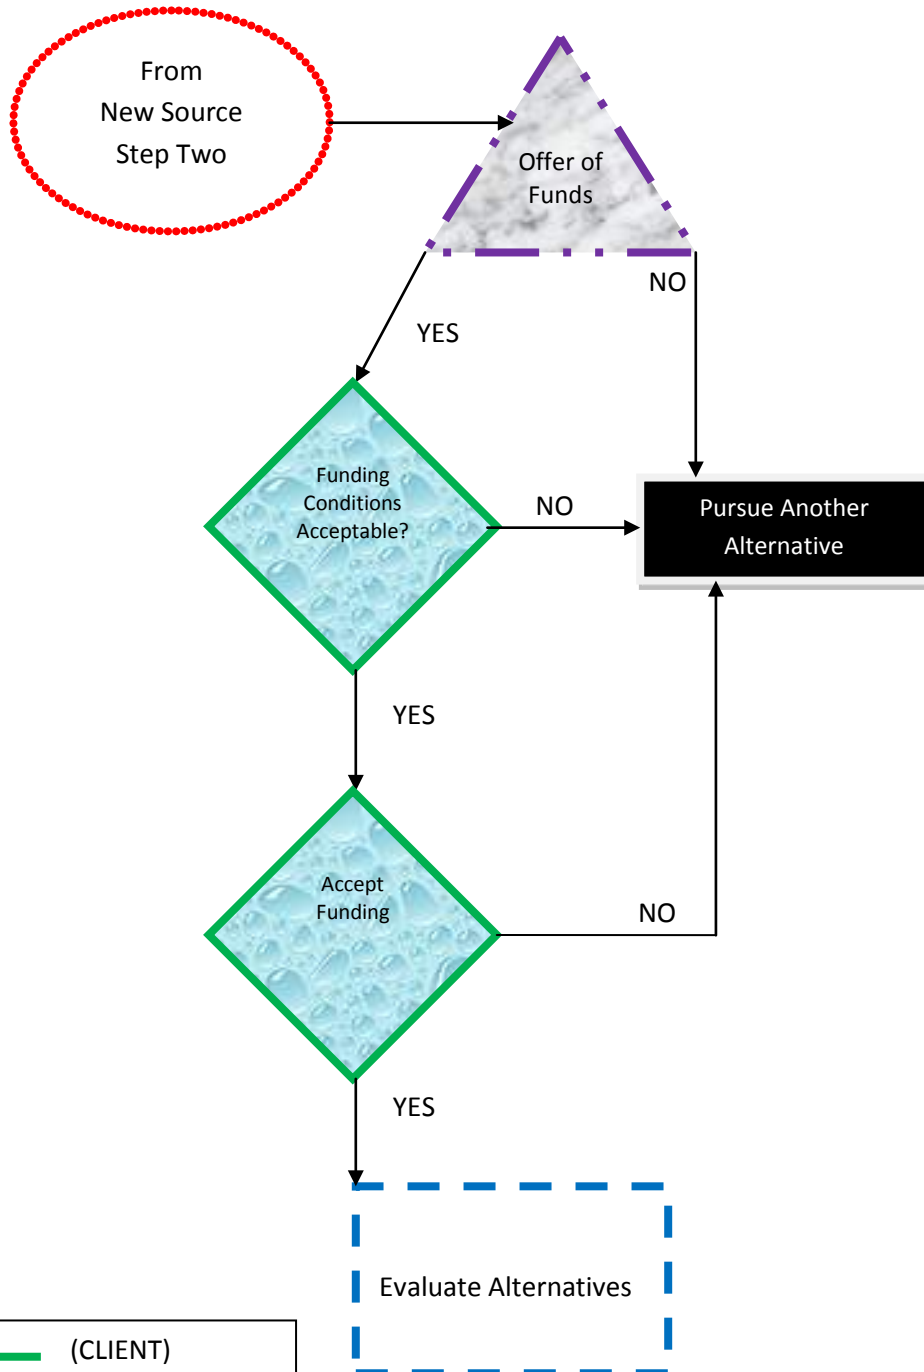 From
New Source
Step Two
Offer of
Funds
NO
YES
Funding
Conditions
Acceptable?
NO
Pursue Another
Alternative
YES
Accept
Funding
NO
YES
Evaluate Alternatives
(CLIENT)